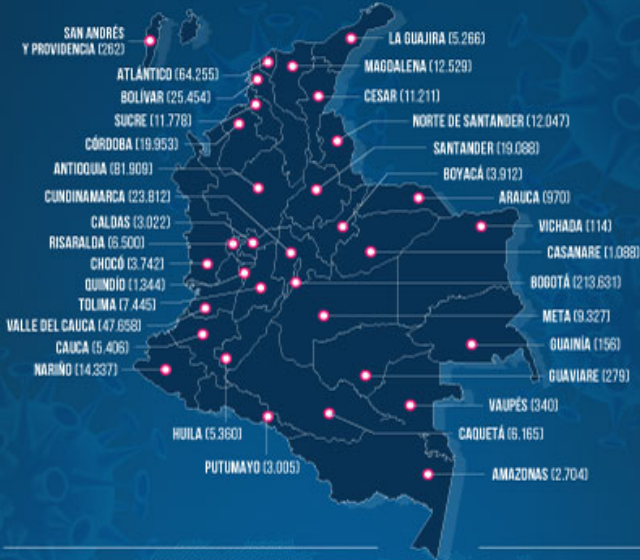 SAN ANDRÉS
Y PROVIDENCIA (262)
ATLÁNTICO (64.255)
BOLÍVAR (25.454)
SUCRE (11.778)
CÓRDOBA (19.953)
ANTIOQUIA (81.909)
CUNDINAMARCA (23.812)
CALDAS (3.022)
RISARALDA (6.500)
CHOCÓ (3.742)
QUINDÍO (1.344)
TOLIMA (7.445)
VALLE DEL CAUCA (47.658)
CAUCA (5.406)
NARIÑO (14.337)
HUILA (5.360)
PUTUMAYO (3.005)
LA GUAJIRA (5.266)
MAGDALENA (12.529)
CESAR (11.211)
NORTE DE SANTANDER (12.047)
SANTANDER (19.088)
BOYACÁ (3.912)
ARAUCA (970)
VICHADA (114)
CASANARE (1.088)
BOGOTÁ (213.631)
META (9.327)
GUAINÍA (156)
GUAVIARE (279)
VAUPÉS (340)
CAQUETÁ (6.165)
AMAZONAS (2.704)